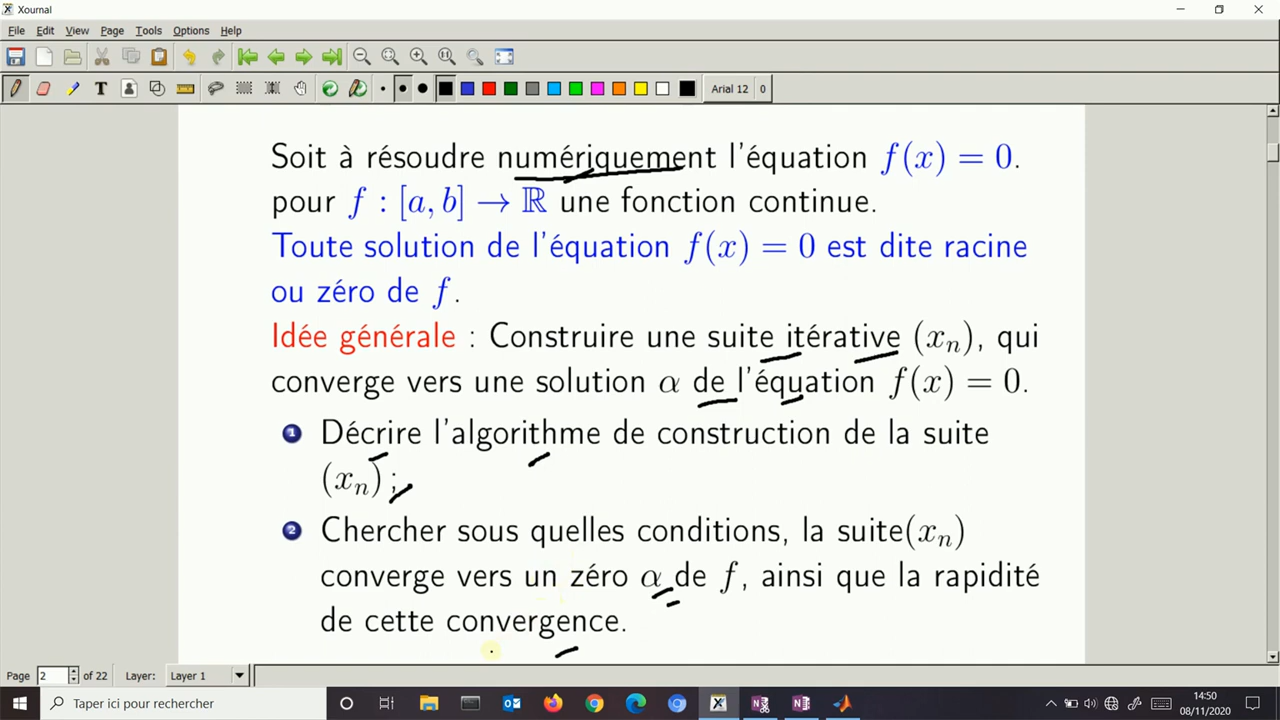 Xournal
File Edit View Page Tools Options Help
Arial 12 0
Soit à résoudre numériquement l'équation f(x) = 0.
pour f : [a, b] → ℝ une fonction continue.
Toute solution de l'équation f(x) = 0 est dite racine
ou zéro de f.
Idée générale : Construire une suite itérative (xₙ), qui
converge vers une solution α de l'équation f(x) = 0.
1 Décrire l'algorithme de construction de la suite
(xₙ) ;
2 Chercher sous quelles conditions, la suite(xₙ)
converge vers un zéro α de f, ainsi que la rapidité
de cette convergence.
Page 2 of 22 Layer: Layer 1
Taper ici pour rechercher
14:50
08/11/2020